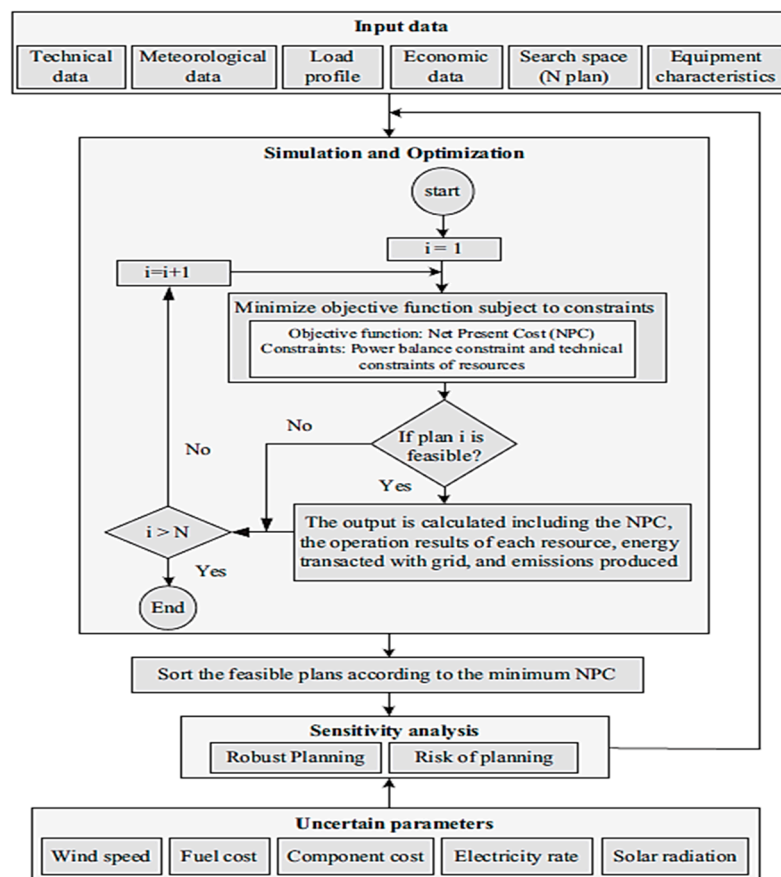 Input data
Technical
data
Meteorological
data
Load
profile
Economic
data
Search space
(N plan)
Equipment
characteristics
Simulation and Optimization
start
i = 1
i=i+1
Minimize objective function subject to constraints
Objective function: Net Present Cost (NPC)
Constraints: Power balance constraint and technical
constraints of resources
If plan i is
feasible?
No
Yes
No
The output is calculated including the NPC,
the operation results of each resource, energy
transacted with grid, and emissions produced
i > N
Yes
End
Sort the feasible plans according to the minimum NPC
Sensitivity analysis
Robust Planning
Risk of planning
Uncertain parameters
Wind speed
Fuel cost
Component cost
Electricity rate
Solar radiation